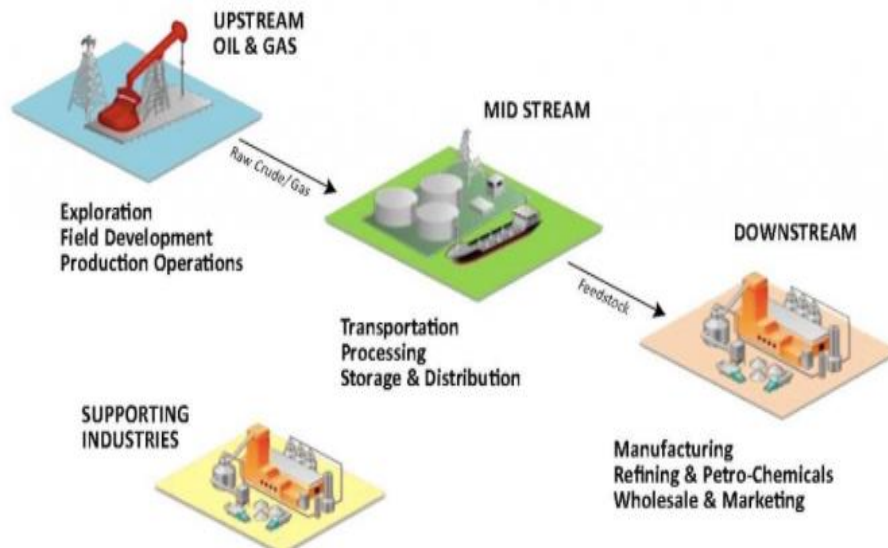 UPSTREAM
OIL & GAS
Raw Crude/Gas
Exploration
Field Development
Production Operations
MID STREAM
Feedstock
Transportation
Processing
Storage & Distribution
DOWNSTREAM
Manufacturing
Refining & Petro-Chemicals
Wholesale & Marketing
SUPPORTING
INDUSTRIES